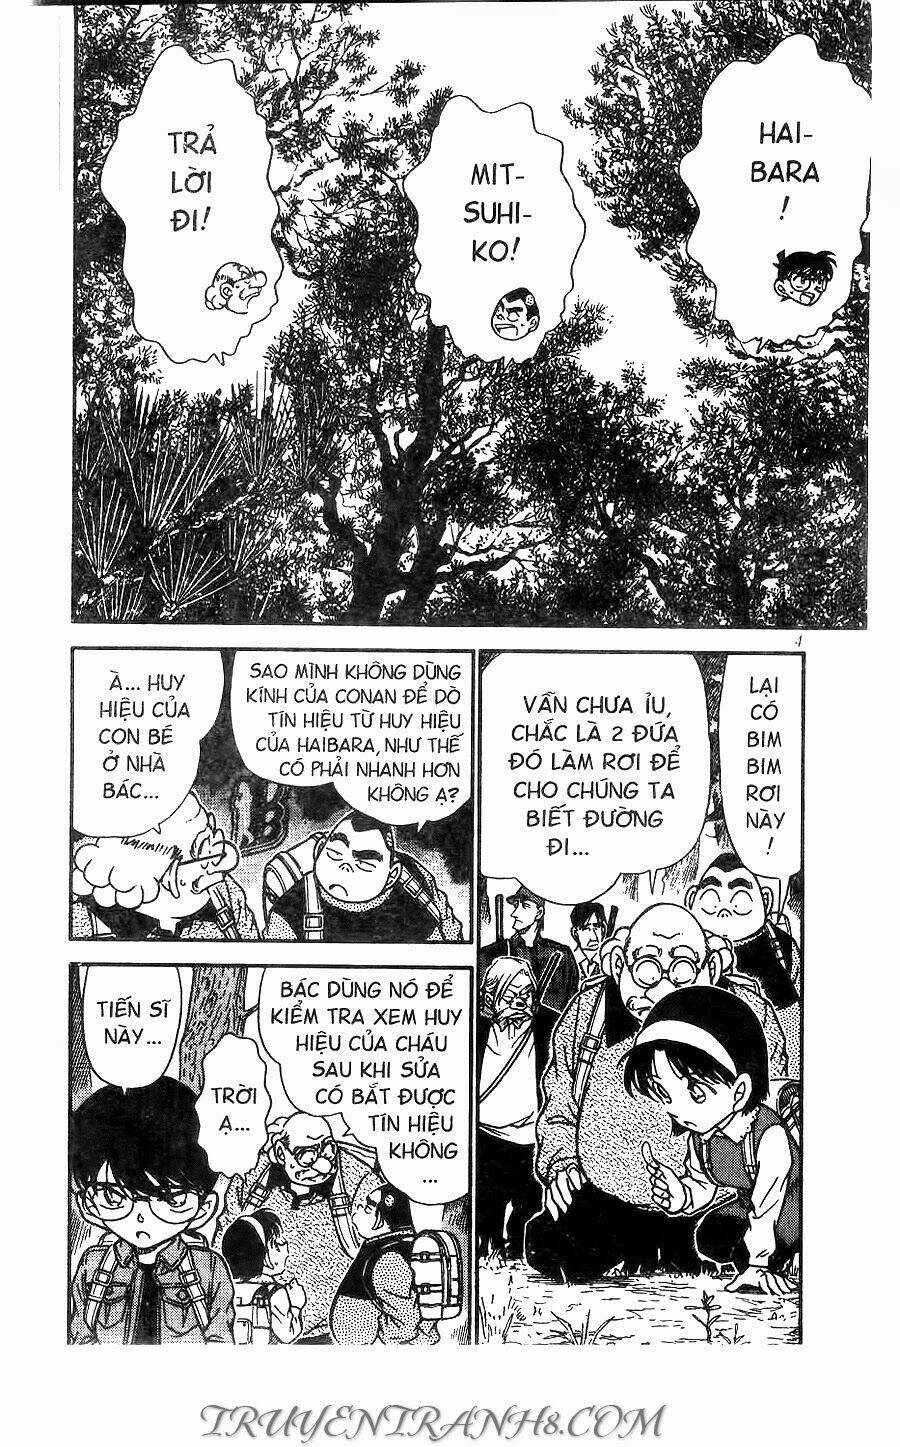 HAI-
BARA
!
MIT-
SUHI-
KO!
TRẢ
LỜI
ĐI!
4
LẠI
CÓ
BIM
BIM
RƠI
NÀY
!
VẪN CHƯA ỈU,
CHẮC LÀ 2 ĐỨA
ĐÓ LÀM RƠI ĐỂ
CHO CHÚNG TA
BIẾT ĐƯỜNG
ĐI...
SAO MÌNH KHÔNG DÙNG
KÍNH CỦA CONAN ĐỂ DÒ
TÍN HIỆU TỪ HUY HIỆU
CỦA HAIBARA, NHƯ THẾ
CÓ PHẢI NHANH HƠN
KHÔNG Ạ?
À... HUY
HIỆU CỦA
CON BÉ
Ở NHÀ
BÁC...
BÁC DÙNG NÓ ĐỂ
KIỂM TRA XEM HUY
HIỆU CỦA CHÁU
SAU KHI SỬA
CÓ BẮT ĐƯỢC
TÍN HIỆU
KHÔNG
...
TRỜI
Ạ...
TIẾN SĨ
NÀY...
TRUYENTRANH8.COM